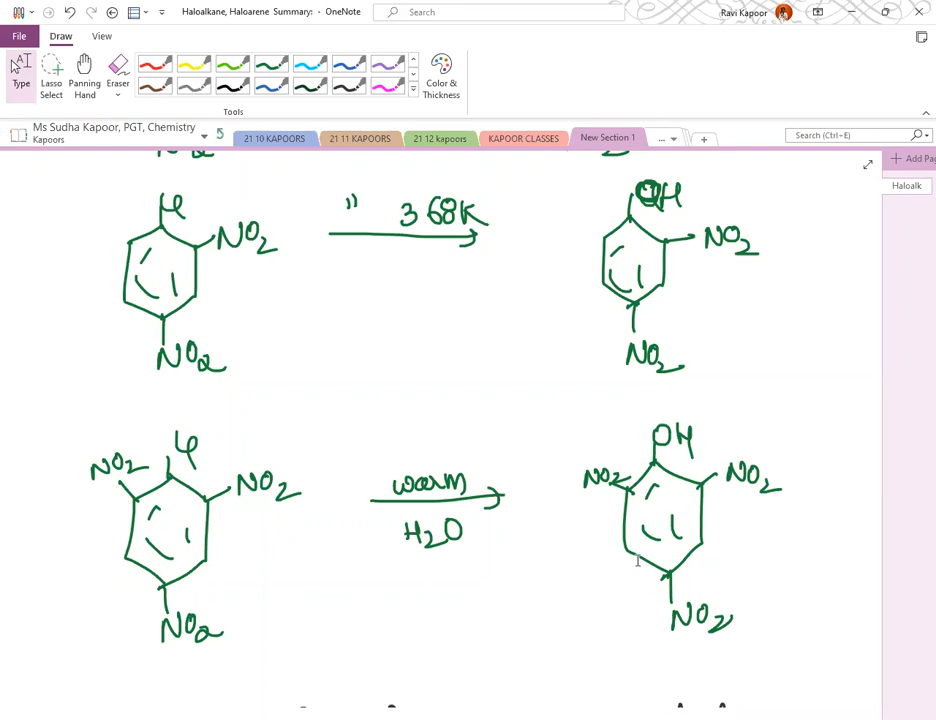 Haloalkane, Haloarene Summary: - OneNote
Search
Ravi Kapoor
File
Draw
View
Type
Lasso Select
Panning Hand
Eraser
Color & Thickness
Tools
Ms Sudha Kapoor, PGT, Chemistry
Kapoors
21 10 KAPOORS
21 11 KAPOORS
21 12 kapoors
KAPOOR CLASSES
New Section 1
...
Search (Ctrl+E)
Add Pag
Haloalk
Cl
NO2
NO2
" 368K
OH
NO2
NO2
Cl
NO2
NO2
NO2
warm
H2O
OH
NO2
NO2
NO2